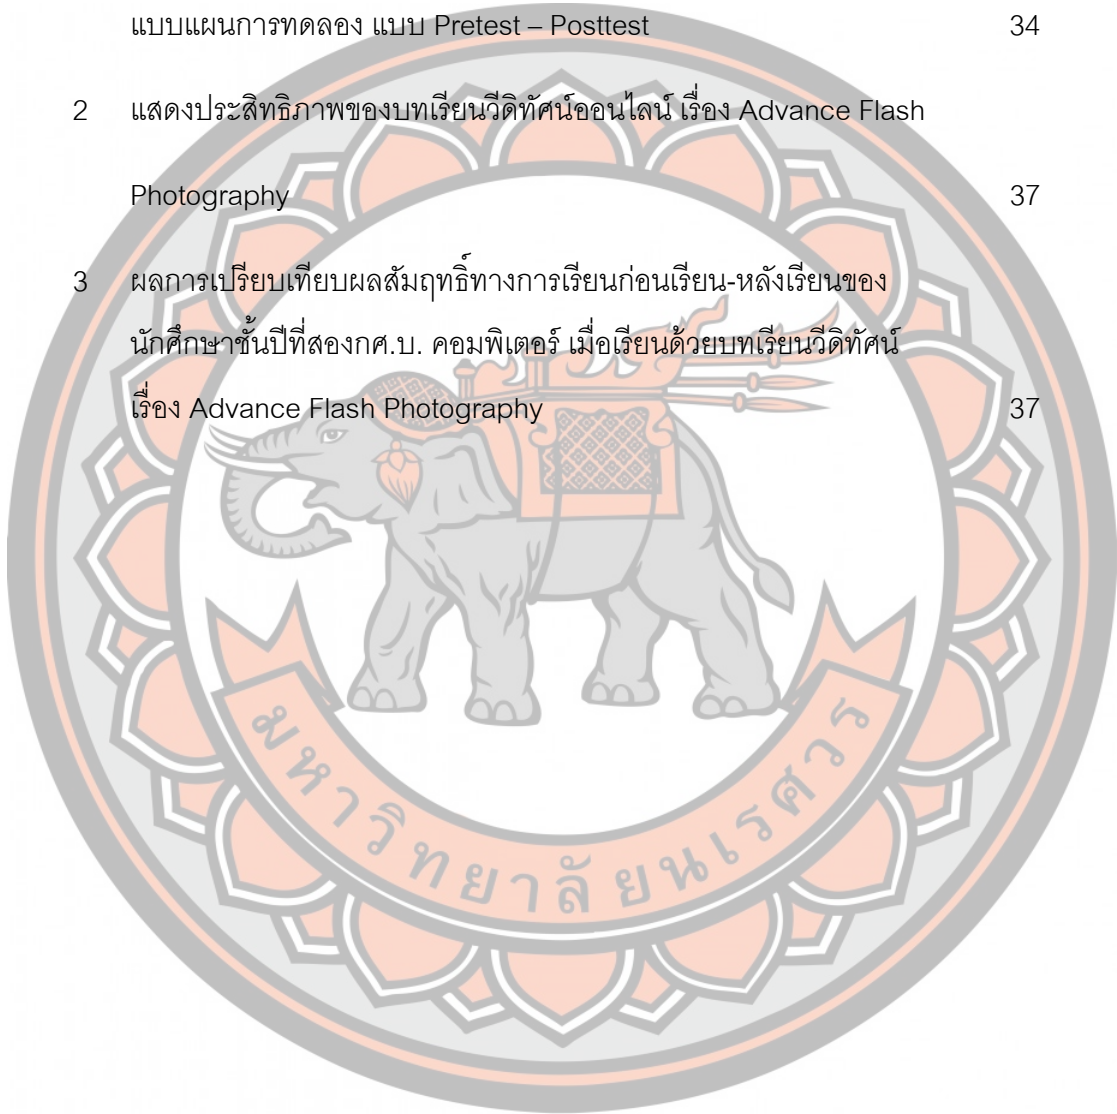 แบบแผนการทดลอง แบบ Pretest – Posttest 34
2 แสดงประสิทธิภาพของบทเรียนวีดิทัศน์ออนไลน์ เรื่อง Advance Flash
Photography 37
3 ผลการเปรียบเทียบผลสัมฤทธิ์ทางการเรียนก่อนเรียน-หลังเรียนของ
นักศึกษาชั้นปีที่สองกศ.บ. คอมพิเตอร์ เมื่อเรียนด้วยบทเรียนวีดิทัศน์
เรื่อง Advance Flash Photography 37
มหาวิทยาลัยนเรศวร